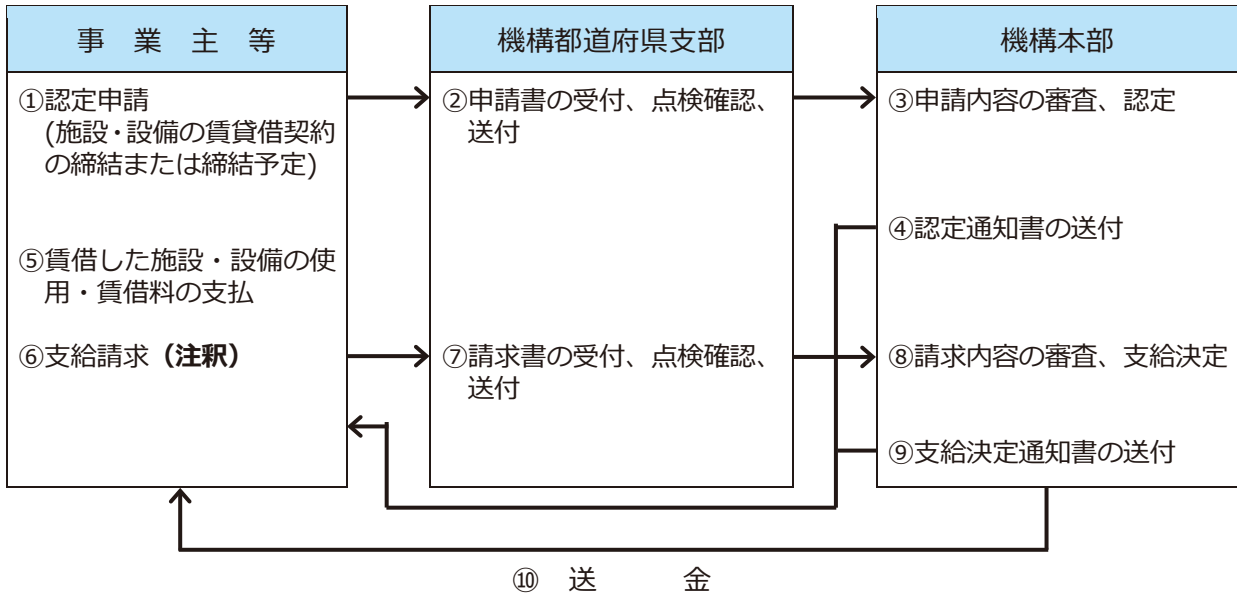 事 業 主 等
機構都道府県支部
機構本部
①認定申請
(施設・設備の賃貸借契約
の締結または締結予定)
②申請書の受付、点検確認、
送付
③申請内容の審査、認定
④認定通知書の送付
⑤賃借した施設・設備の使
用・賃借料の支払
⑥支給請求（注釈）
⑦請求書の受付、点検確認、
送付
⑧請求内容の審査、支給決定
⑨支給決定通知書の送付
⑩ 送 金